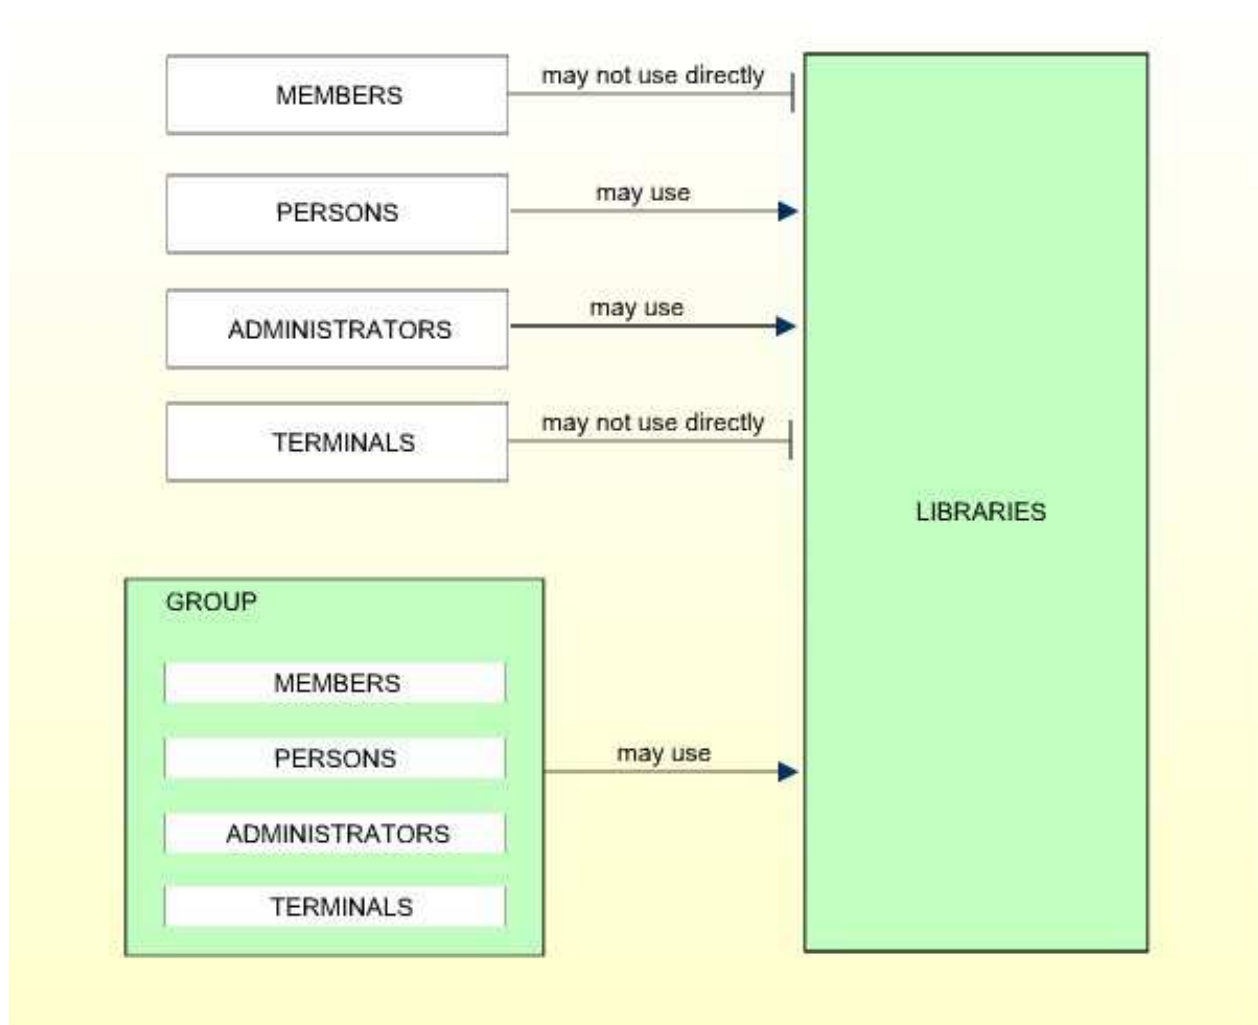 may not use directly
MEMBERS
may use
PERSONS
may use
ADMINISTRATORS
may not use directly
TERMINALS
LIBRARIES
GROUP
MEMBERS
may use
PERSONS
ADMINISTRATORS
TERMINALS